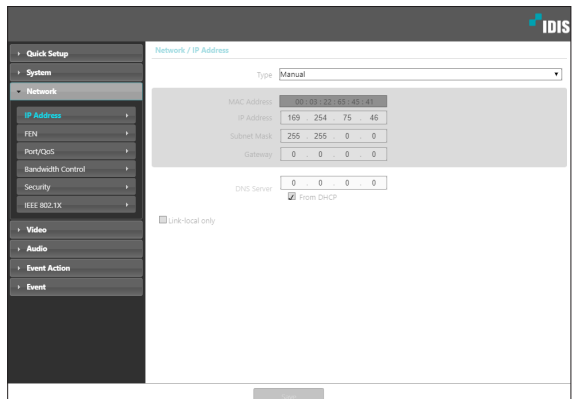 IDIS
Quick Setup
System
Network
IP Address
FEN
Port/QoS
Bandwidth Control
Security
IEEE 802.1X
Video
Audio
Event Action
Event
Network / IP Address
Type Manual
MAC Address 00 : 03 : 22 : 65 : 45 : 41
IP Address 169 . 254 . 75 . 46
Subnet Mask 255 . 255 . 0 . 0
Gateway 0 . 0 . 0 . 0
DNS Server 0 . 0 . 0 . 0
From DHCP
Link-local only